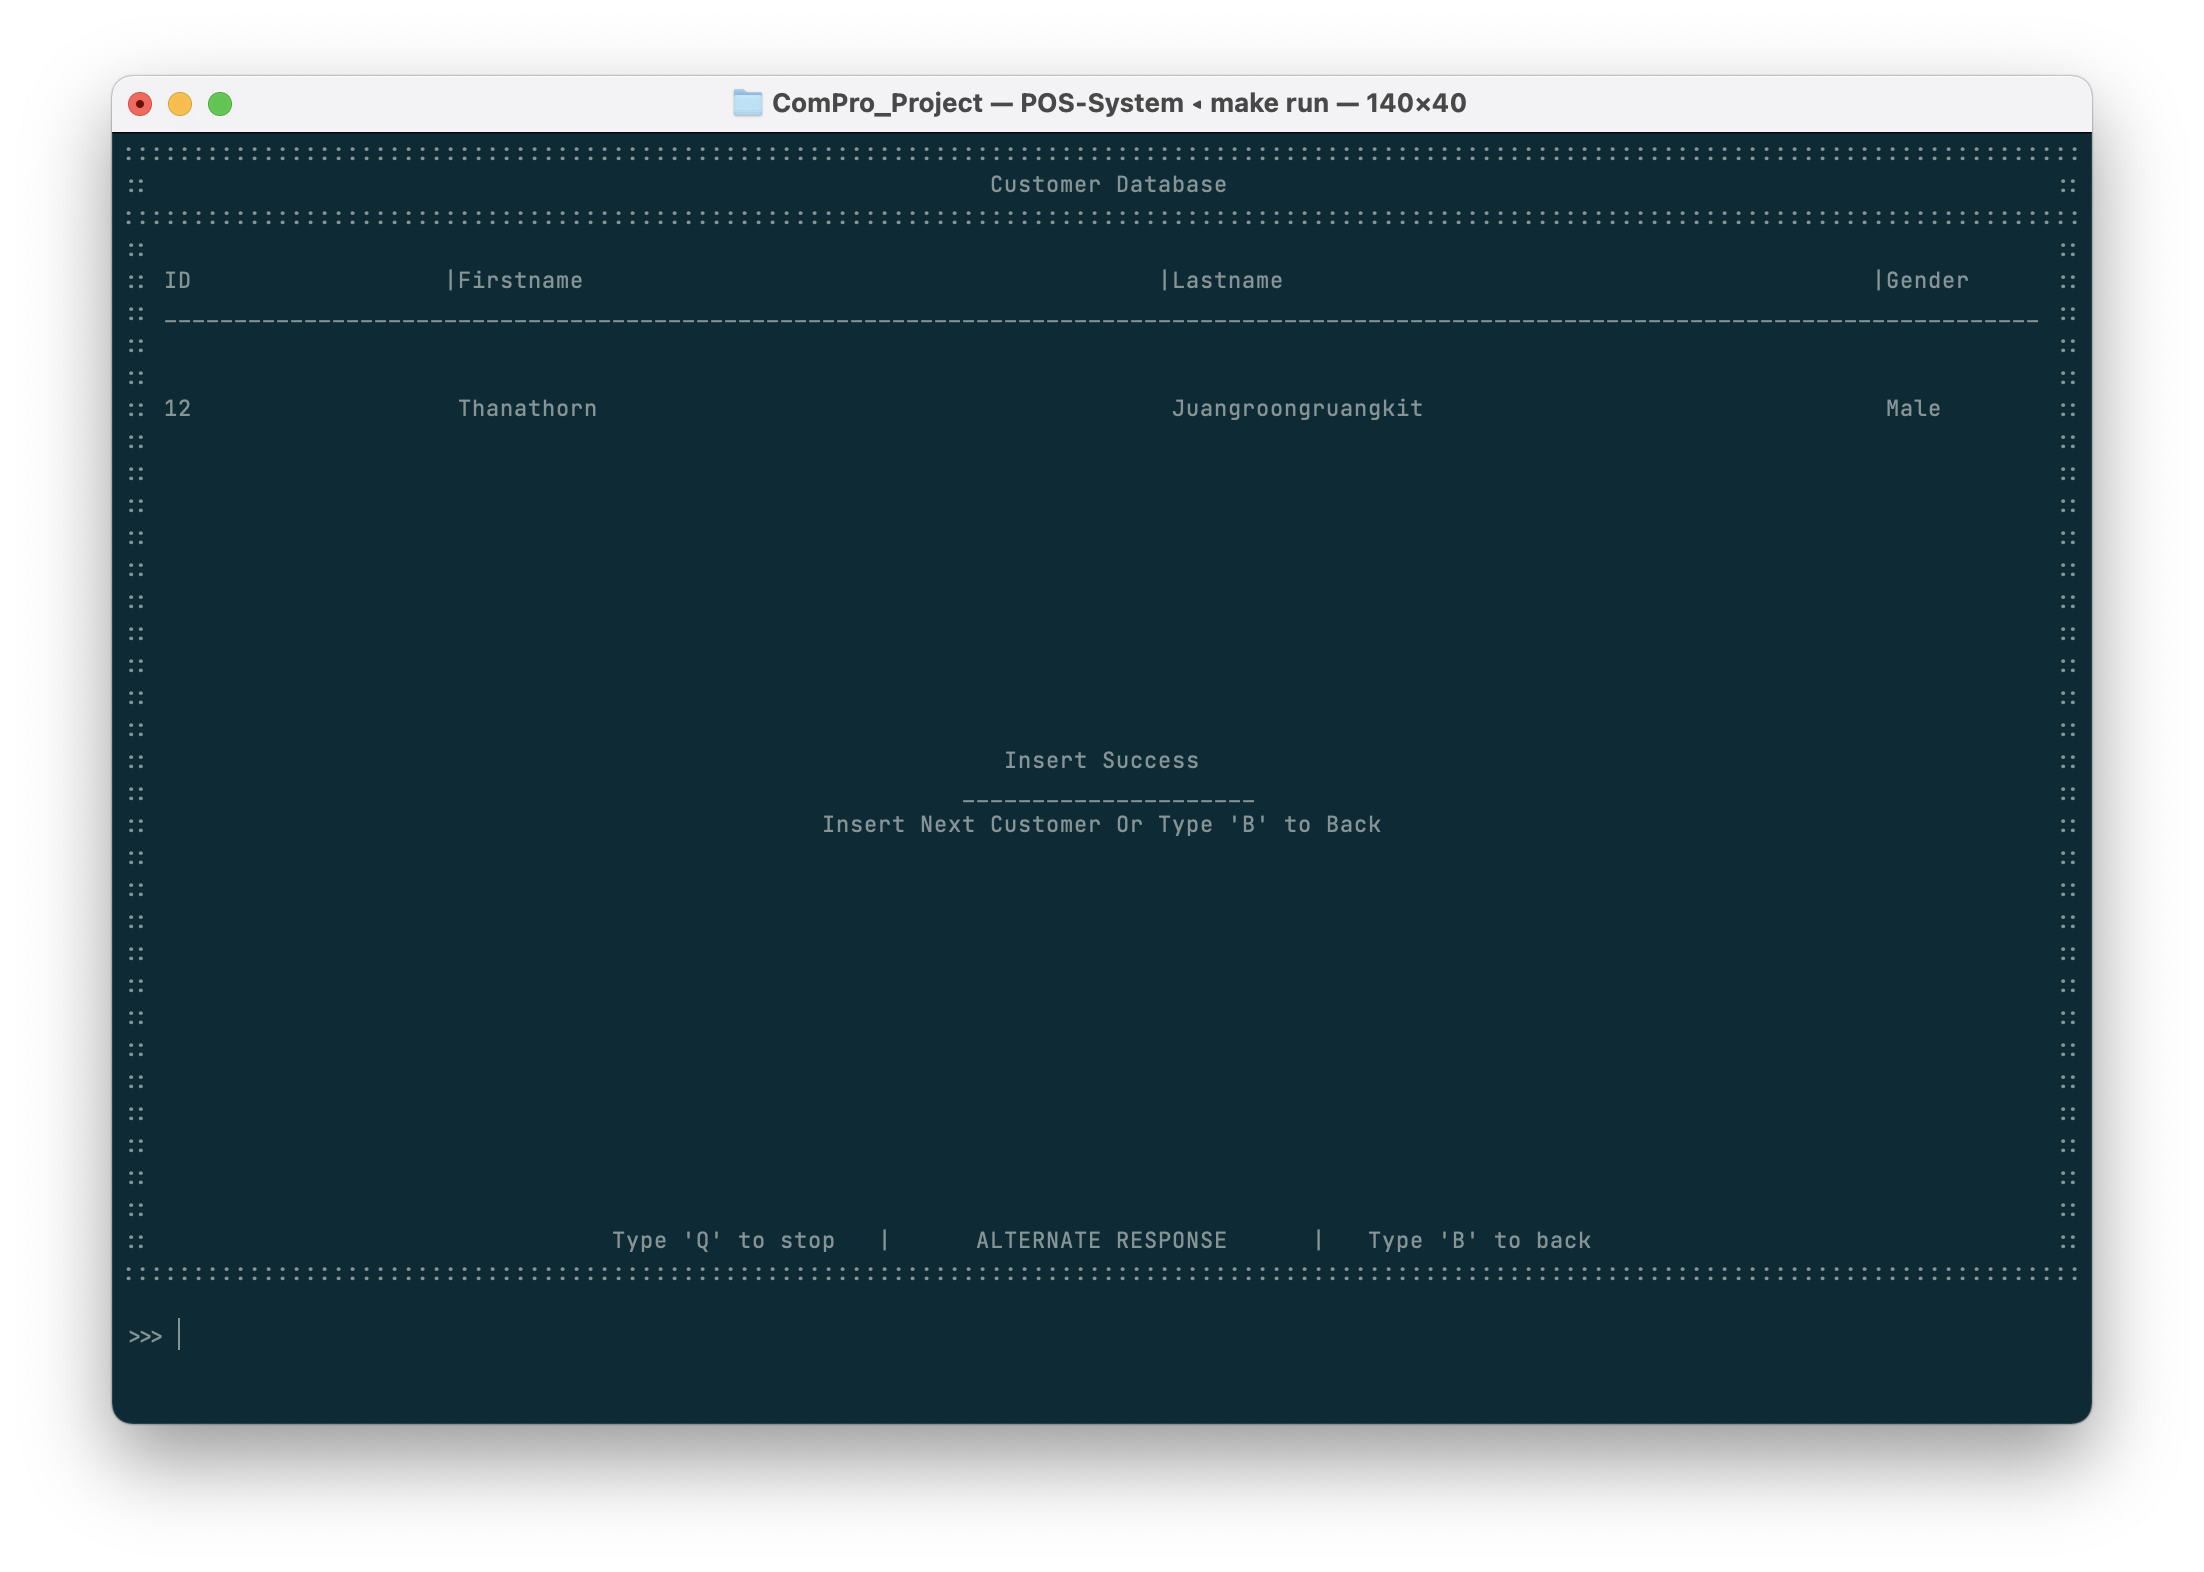 ComPro_Project — POS-System ◂ make run — 140×40
Customer Database
ID |Firstname |Lastname |Gender
12 Thanathorn Juangroongruangkit Male
Insert Success
_____________________
Insert Next Customer Or Type 'B' to Back
Type 'Q' to stop | ALTERNATE RESPONSE | Type 'B' to back
>>>